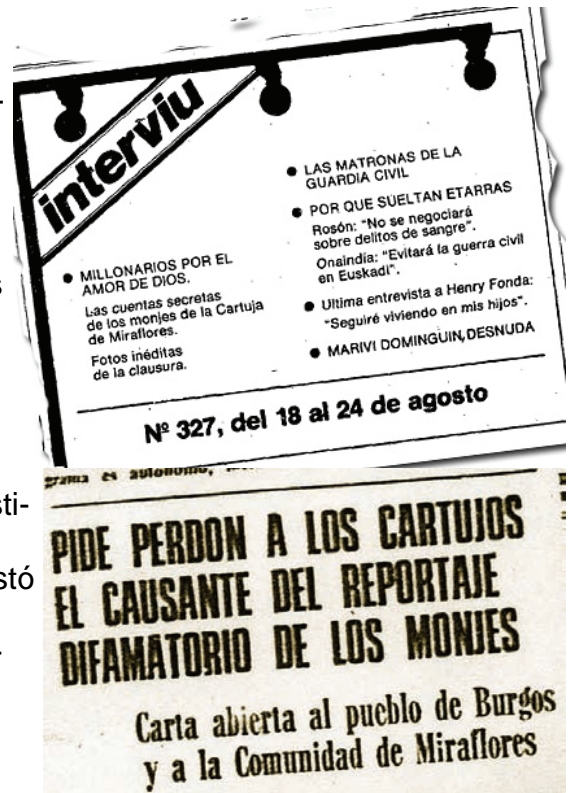 interviu
● MILLONARIOS POR EL
AMOR DE DIOS.
Las cuentas secretas
de los monjes de la Cartuja
de Miraflores.
Fotos inéditas
de la clausura.
● LAS MATRONAS DE LA
GUARDIA CIVIL
● POR QUE SUELTAN ETARRAS
Rosón: "No se negociará
sobre delitos de sangre".
Onaindía: "Evitará la guerra civil
en Euskadi".
● Ultima entrevista a Henry Fonda:
"Seguiré viviendo en mis hijos".
● MARIVI DOMINGUIN, DESNUDA
Nº 327, del 18 al 24 de agosto
PIDE PERDON A LOS CARTUJOS
EL CAUSANTE DEL REPORTAJE
DIFAMATORIO DE LOS MONJES
Carta abierta al pueblo de Burgos
y a la Comunidad de Miraflores